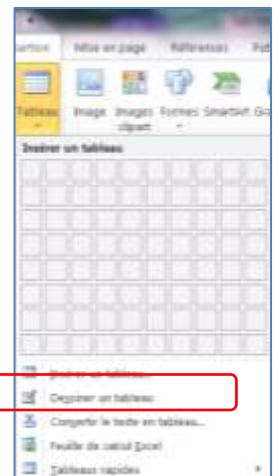 Mise en page Références
Tableau Image Images Formes SmartArt
clipart
Insérer un tableau
Insérer un tableau...
Dessiner un tableau
Convertir le texte en tableau...
Feuille de calcul Excel
Tableaux rapides